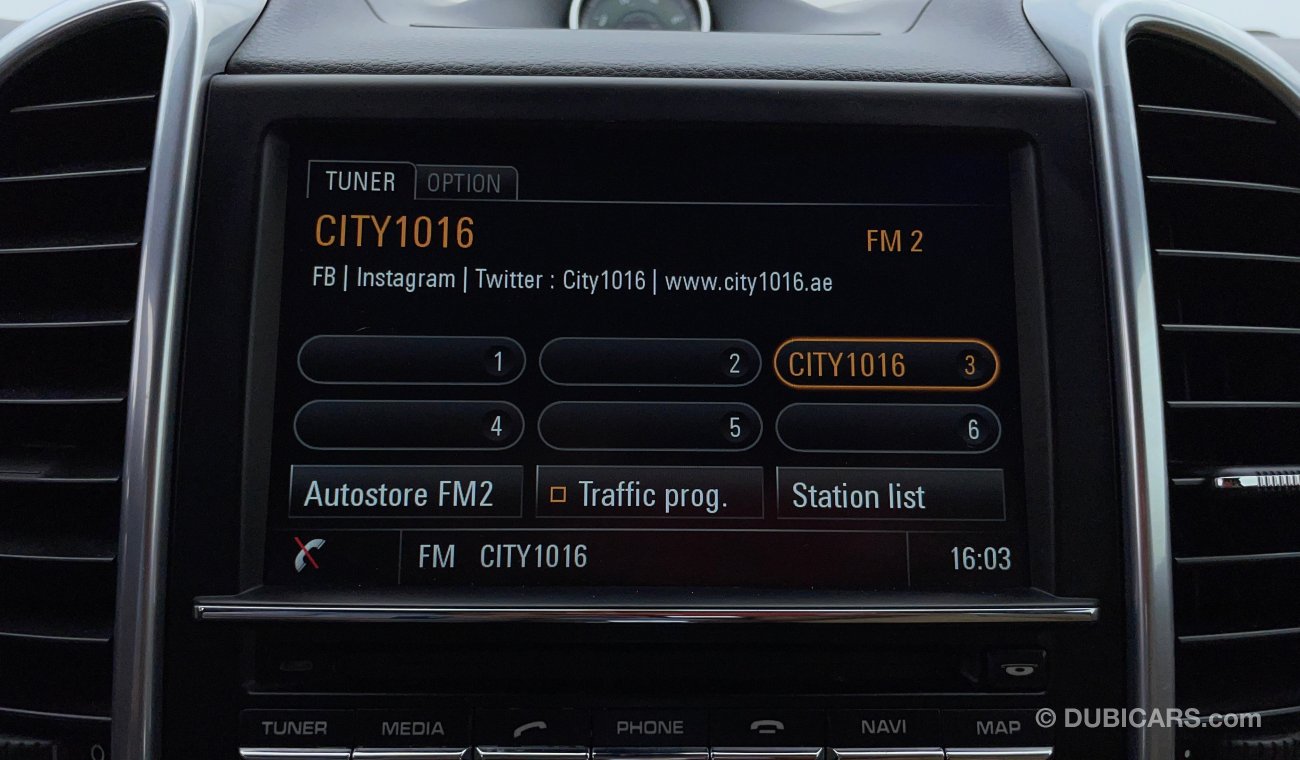 TUNER OPTION
CITY1016 FM 2
FB | Instagram | Twitter : City1016 | www.city1016.ae
1 2 CITY1016 3
4 5 6
Autostore FM2 Traffic prog. Station list
FM CITY1016 16:03
TUNER MEDIA PHONE NAVI MAP
© DUBICARS.com